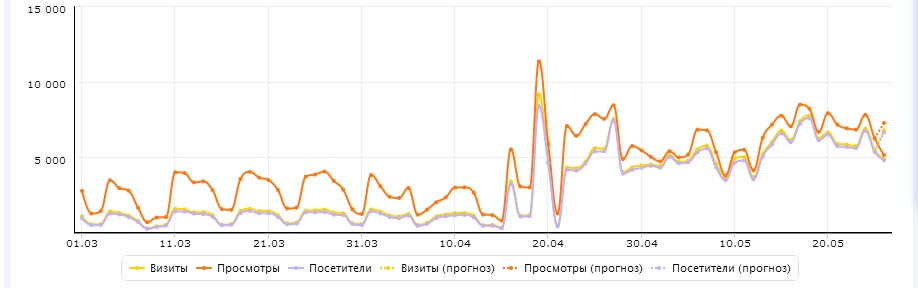 15 000
10 000
5 000
01.03 11.03 21.03 31.03 10.04 20.04 30.04 10.05 20.05
Визиты Просмотры Посетители Визиты (прогноз) Просмотры (прогноз) Посетители (прогноз)